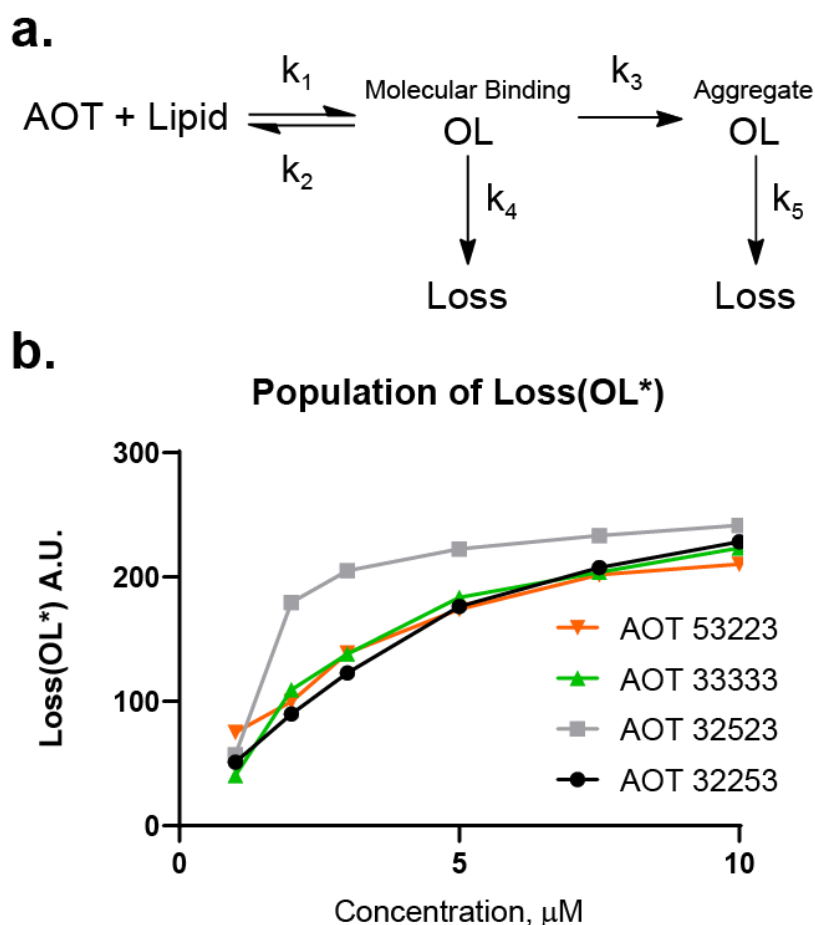 a.
AOT + Lipid
k₁
k₂
Molecular Binding
OL
k₃
Aggregate
OL
k₄
k₅
Loss
Loss
b.
Population of Loss(OL*)
Loss(OL*) A.U.
300
200
100
0
0
5
10
AOT 53223
AOT 33333
AOT 32523
AOT 32253
Concentration, μM